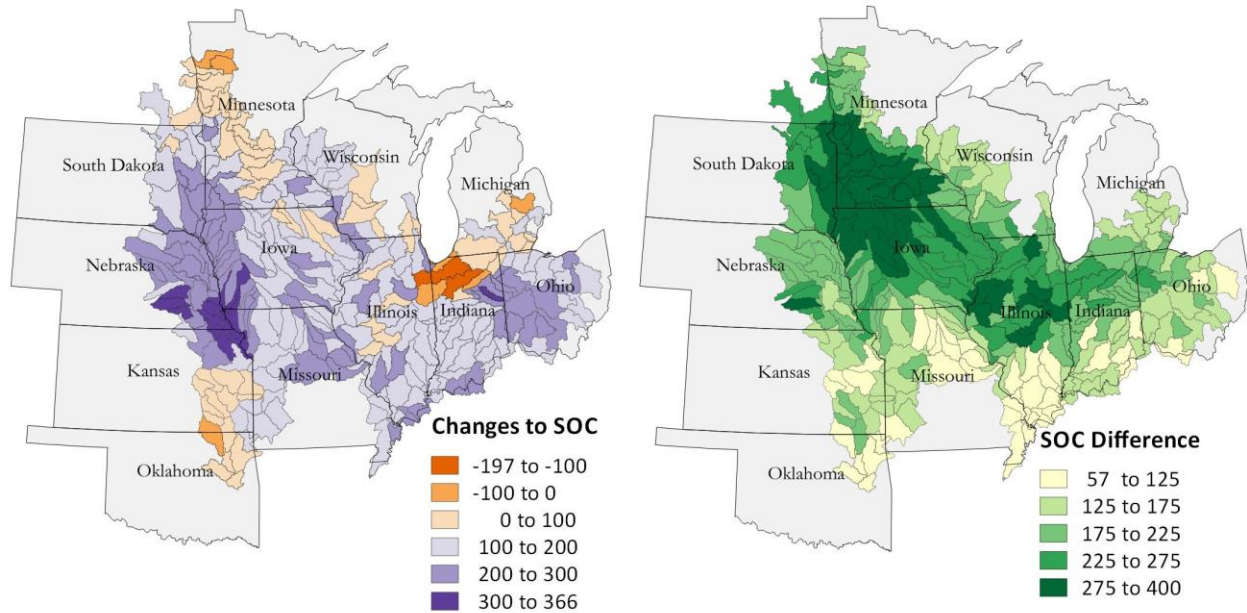 Minnesota
South Dakota
Wisconsin
Michigan
Iowa
Nebraska
Ohio
Illinois
Indiana
Kansas
Missouri
Oklahoma
Changes to SOC
-197 to -100
-100 to 0
0 to 100
100 to 200
200 to 300
300 to 366
Minnesota
South Dakota
Wisconsin
Michigan
Iowa
Nebraska
Ohio
Illinois
Indiana
Kansas
Missouri
Oklahoma
SOC Difference
57 to 125
125 to 175
175 to 225
225 to 275
275 to 400